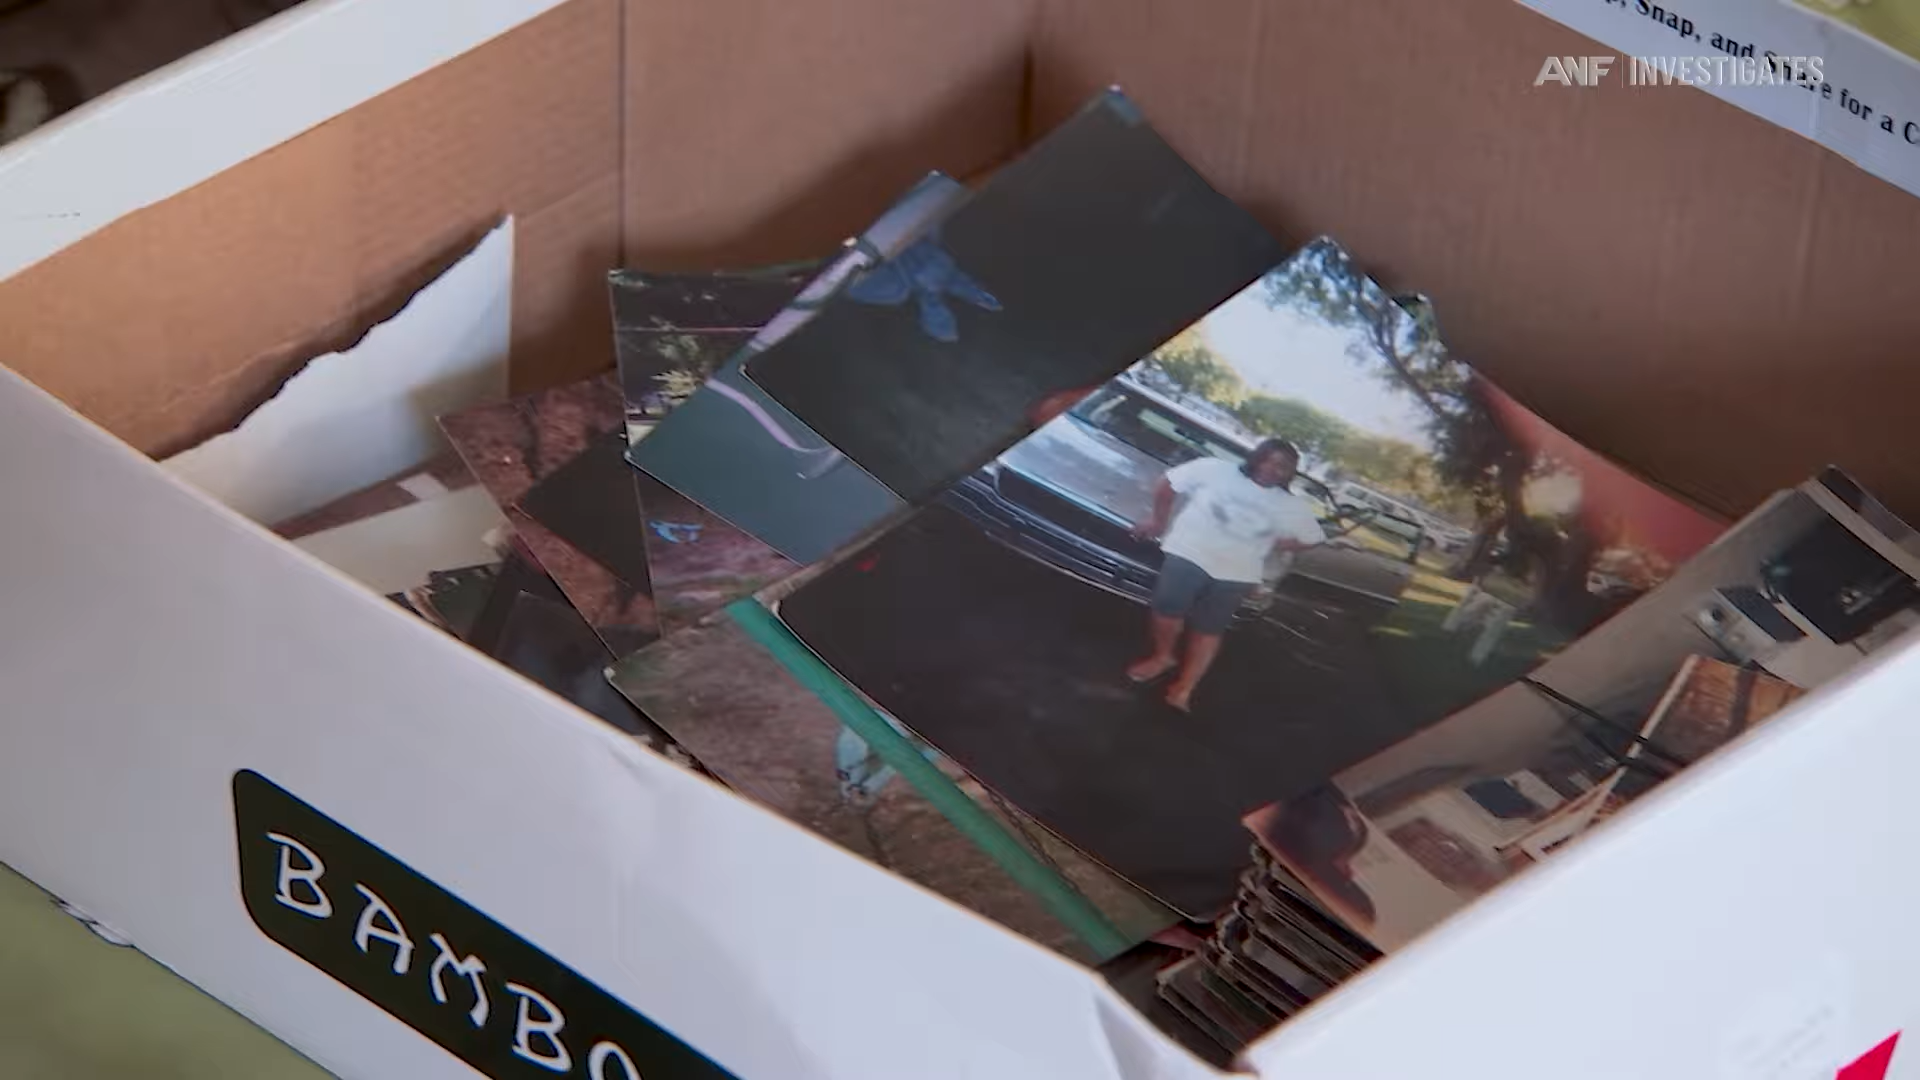 Snap, and Share for a
ANF INVESTIGATES
BAMBO